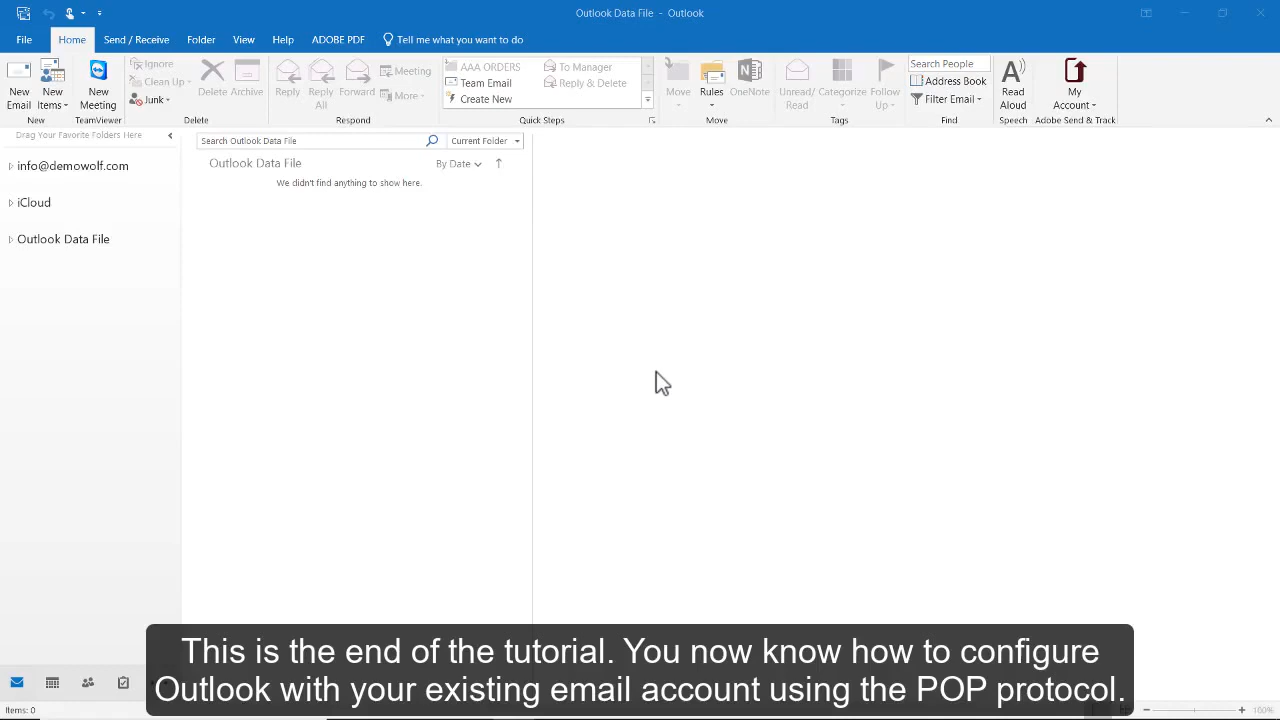 Outlook Data File - Outlook
File Home Send / Receive Folder View Help ADOBE PDF Tell me what you want to do
New Email
New Items
New
New Meeting
TeamViewer
Ignore
Clean Up
Junk
Delete
Archive
Delete
Reply
Reply All
Forward
Meeting
More
Respond
AAA ORDERS
Team Email
Create New
To Manager
Reply & Delete
Quick Steps
Move
Rules
OneNote
Move
Unread/ Read
Categorize
Follow Up
Tags
Search People
Address Book
Filter Email
Find
Read Aloud
Speech
My Account
Adobe Send & Track
Drag Your Favorite Folders Here
info@demowolf.com
iCloud
Outlook Data File
Search Outlook Data File
Current Folder
Outlook Data File
By Date
We didn't find anything to show here.
This is the end of the tutorial. You now know how to configure
Outlook with your existing email account using the POP protocol.
Items: 0
100%